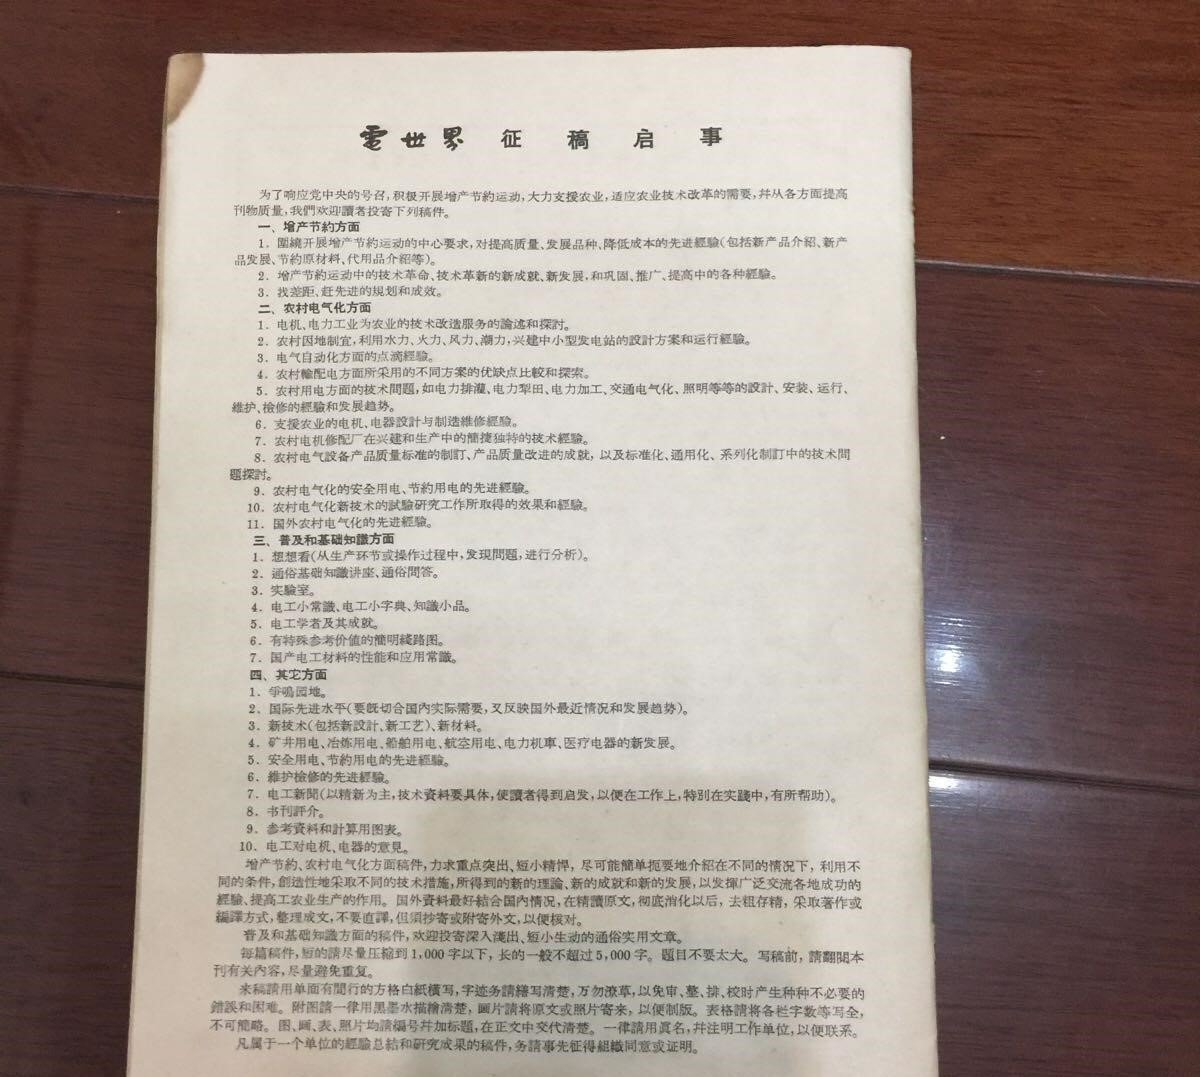 電世界 征稿启事
为了响应党中央的号召,积极开展增产节約运动,大力支援农业,适应农业技术改革的需要,幷从各方面提高
刊物质量,我們欢迎讀者投寄下列稿件。
一、增产节約方面
1. 圍繞开展增产节約运动的中心要求,对提高质量、发展品种、降低成本的先进經驗(包括新产品介紹、新产
品发展、节約原材料、代用品介紹等)。
2. 增产节約运动中的技术革命、技术革新的新成就、新发展,和巩固、推广、提高中的各种經驗。
3. 找差距、赶先进的規划和成效。
二、农村电气化方面
1. 电机、电力工业为农业的技术改造服务的論述和探討。
2. 农村因地制宜,利用水力、火力、风力、潮力,兴建中小型发电站的設計方案和运行經驗。
3. 电气自动化方面的点滴經驗。
4. 农村輸配电方面所采用的不同方案的优缺点比較和探索。
5. 农村用电方面的技术問題,如电力排灌、电力犁田、电力加工、交通电气化、照明等等的設計、安装、运行、
維护、檢修的經驗和发展趋势。
6. 支援农业的电机、电器設計与制造維修經驗。
7. 农村电机修配厂在兴建和生产中的簡捷独特的技术經驗。
8. 农村电气設备产品质量标准的制訂、产品质量改进的成就,以及标准化、通用化、系列化制訂中的技术問
題探討。
9. 农村电气化的安全用电、节約用电的先进經驗。
10. 农村电气化新技术的試驗研究工作所取得的效果和經驗。
11. 国外农村电气化的先进經驗。
三、普及和基础知識方面
1. 想想看(从生产环节或操作过程中,发現問題,进行分析)。
2. 通俗基础知識讲座、通俗問答。
3. 实驗室。
4. 电工小常識、电工小字典、知識小品。
5. 电工学者及其成就。
6. 有特殊参考价值的簡明綫路图。
7. 国产电工材料的性能和应用常識。
四、其它方面
1. 爭鳴园地。
2. 国际先进水平(要旣切合国內实际需要,又反映国外最近情况和发展趋势)。
3. 新技术(包括新設計、新工艺)、新材料。
4. 矿井用电、冶炼用电、船舶用电、航空用电、电力机車、医疗电器的新发展。
5. 安全用电、节約用电的先进經驗。
6. 維护檢修的先进經驗。
7. 电工新聞(以精新为主,技术資料要具体,使讀者得到启发,以便在工作上,特別在实踐中,有所帮助)。
8. 书刊評介。
9. 参考資料和計算用图表。
10. 电工对电机、电器的意見。
增产节約、农村电气化方面稿件,力求重点突出、短小精悍,尽可能簡单扼要地介紹在不同的情况下,利用不
同的条件,創造性地采取不同的技术措施,所得到的新的理論、新的成就和新的发展,以发揮广泛交流各地成功的
經驗、提高工农业生产的作用。国外資料最好結合国內情况,在精讀原文,彻底消化以后,去粗存精,采取著作或
編譯方式,整理成文,不要直譯,但須抄寄或附寄外文,以便核对。
普及和基础知識方面的稿件,欢迎投寄深入淺出、短小生动的通俗实用文章。
每篇稿件,短的請尽量压縮到1,000字以下,长的一般不超过5,000字。題目不要太大。写稿前,請翻閱本
刊有关內容,尽量避免重复。
来稿請用单面有間行的方格白紙橫写,字迹务請繕写清楚,万勿潦草,以免审、整、排、校时产生种种不必要的
錯誤和困难。附图請一律用黑墨水描繪清楚,画片請将原文或照片寄来,以便制版。表格請将各栏字数等写全,
不可簡略。图、画、表、照片均請編号幷加标題,在正文中交代清楚。一律請用眞名,幷注明工作单位,以便联系。
凡属于一个单位的經驗总結和研究成果的稿件,务請事先征得組織同意或証明。